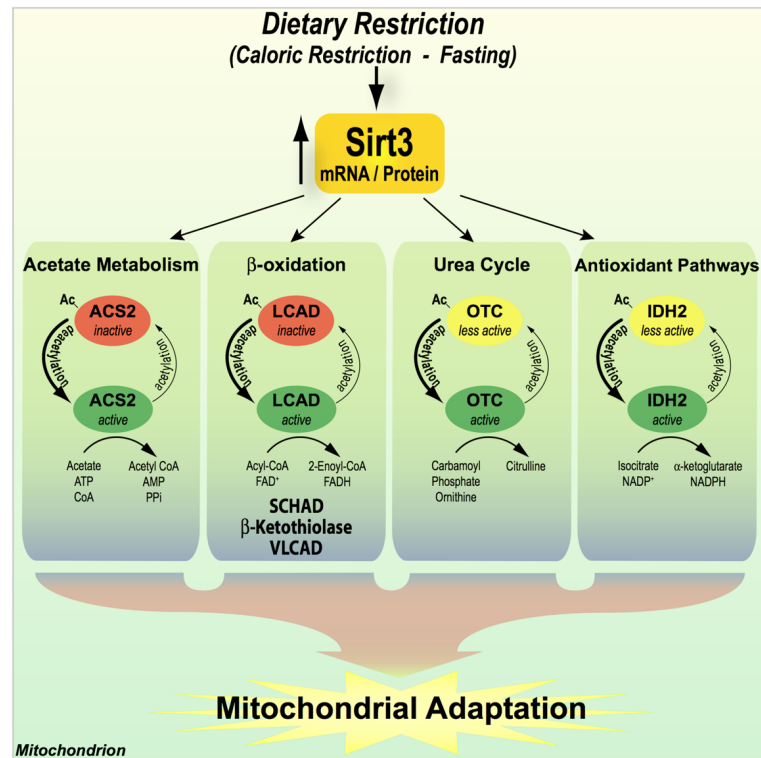 Dietary Restriction
(Caloric Restriction - Fasting)
Sirt3
mRNA / Protein
Acetate Metabolism
Ac
ACS2
inactive
deacetylation
acetylation
ACS2
active
Acetate
ATP
CoA
Acetyl CoA
AMP
PPi
β-oxidation
Ac
LCAD
inactive
deacetylation
acetylation
LCAD
active
Acyl-CoA
FAD⁺
2-Enoyl-CoA
FADH
SCHAD
β-Ketothiolase
VLCAD
Urea Cycle
Ac
OTC
less active
deacetylation
acetylation
OTC
active
Carbamoyl
Phosphate
Ornithine
Citrulline
Antioxidant Pathways
Ac
IDH2
less active
deacetylation
acetylation
IDH2
active
Isocitrate
NADP⁺
α-ketoglutarate
NADPH
Mitochondrial Adaptation
Mitochondrion